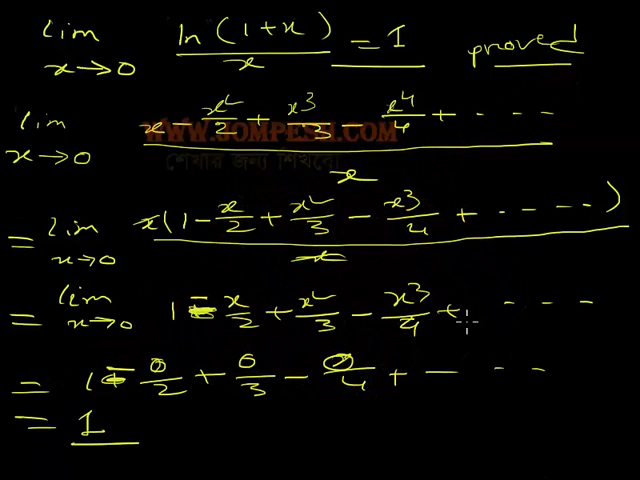 lim x→0 ln (1+x) / x = 1 proved
lim x→0 (x - x²/2 + x³/3 - x⁴/4 + - - - -) / x
WWW.JOMPESH.COM
শেখার জন্য শিখবো
= lim x→0 x(1 - x/2 + x²/3 - x³/4 + - - - - -) / x
= lim x→0 1 - x/2 + x²/3 - x³/4 + - - - -
= 1 - 0/2 + 0/3 - 0/4 + - - -
= 1